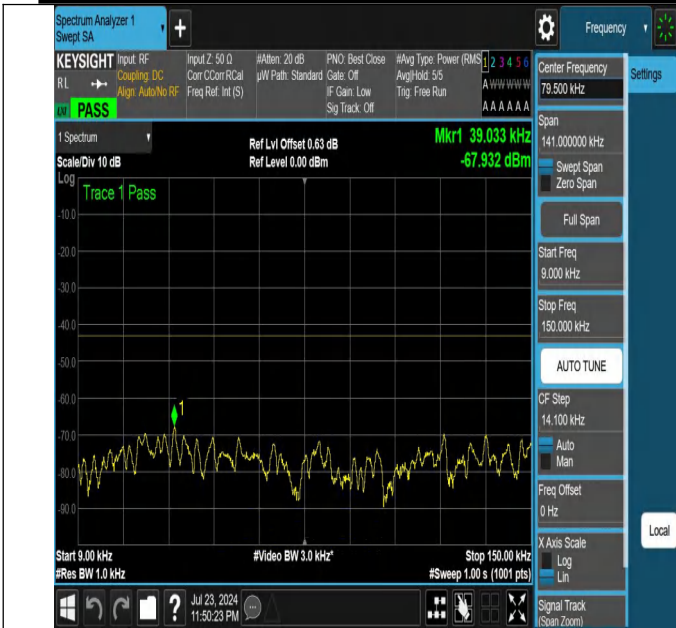 Spectrum Analyzer 1
Swept SA
+
Frequency
KEYSIGHT
R L
PASS
Input: RF
Coupling: DC
Align: Auto/No RF
Input Z: 50 Ω
Corr CCorr RCal
Freq Ref: Int (S)
#Atten: 20 dB
µW Path: Standard
PNO: Best Close
Gate: Off
IF Gain: Low
Sig Track: Off
#Avg Type: Power (RMS
Avg|Hold: 5/5
Trig: Free Run
1 2 3 4 5 6
A W W W W W
A A A A A A
1 Spectrum
Scale/Div 10 dB
Ref Lvl Offset 0.63 dB
Ref Level 0.00 dBm
Mkr1 39.033 kHz
-67.932 dBm
Log
Trace 1 Pass
-10.0
-20.0
-30.0
-40.0
-50.0
-60.0
-70.0
-80.0
-90.0
1
Start 9.00 kHz
#Res BW 1.0 kHz
#Video BW 3.0 kHz*
Stop 150.00 kHz
#Sweep 1.00 s (1001 pts)
?
Jul 23, 2024
11:50:23 PM
Center Frequency
79.500 kHz
Settings
Span
141.000000 kHz
Swept Span
Zero Span
Full Span
Start Freq
9.000 kHz
Stop Freq
150.000 kHz
AUTO TUNE
CF Step
14.100 kHz
Auto
Man
Freq Offset
0 Hz
X Axis Scale
Log
Lin
Local
Signal Track
(Span Zoom)